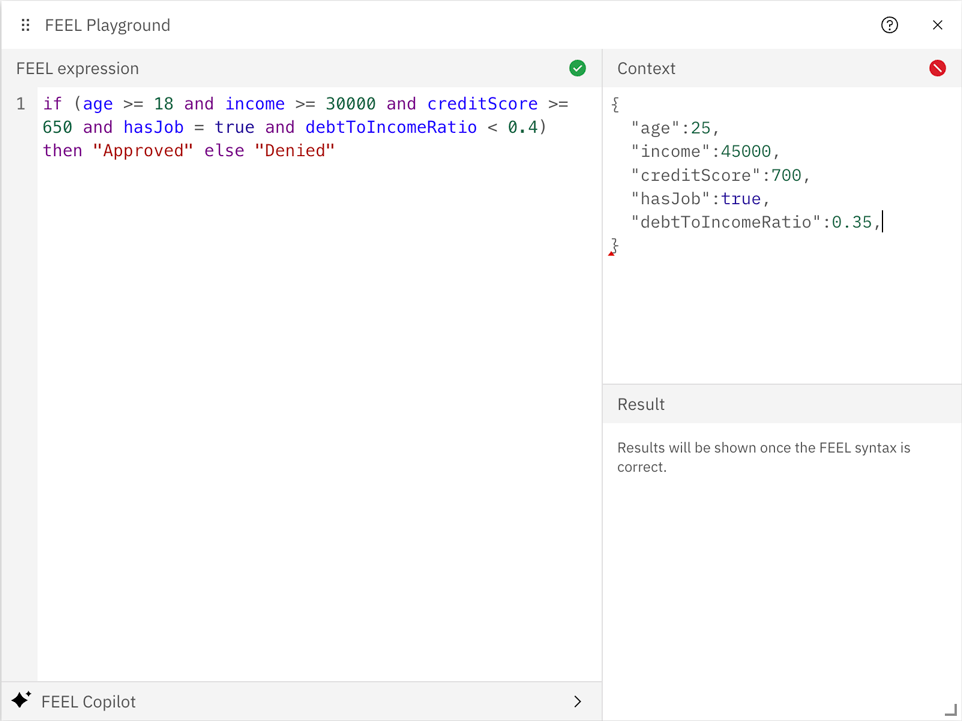 FEEL Playground
FEEL expression
1 if (age >= 18 and income >= 30000 and creditScore >=
650 and hasJob = true and debtToIncomeRatio < 0.4)
then "Approved" else "Denied"
FEEL Copilot
Context
{
"age":25,
"income":45000,
"creditScore":700,
"hasJob":true,
"debtToIncomeRatio":0.35,
}
Result
Results will be shown once the FEEL syntax is
correct.